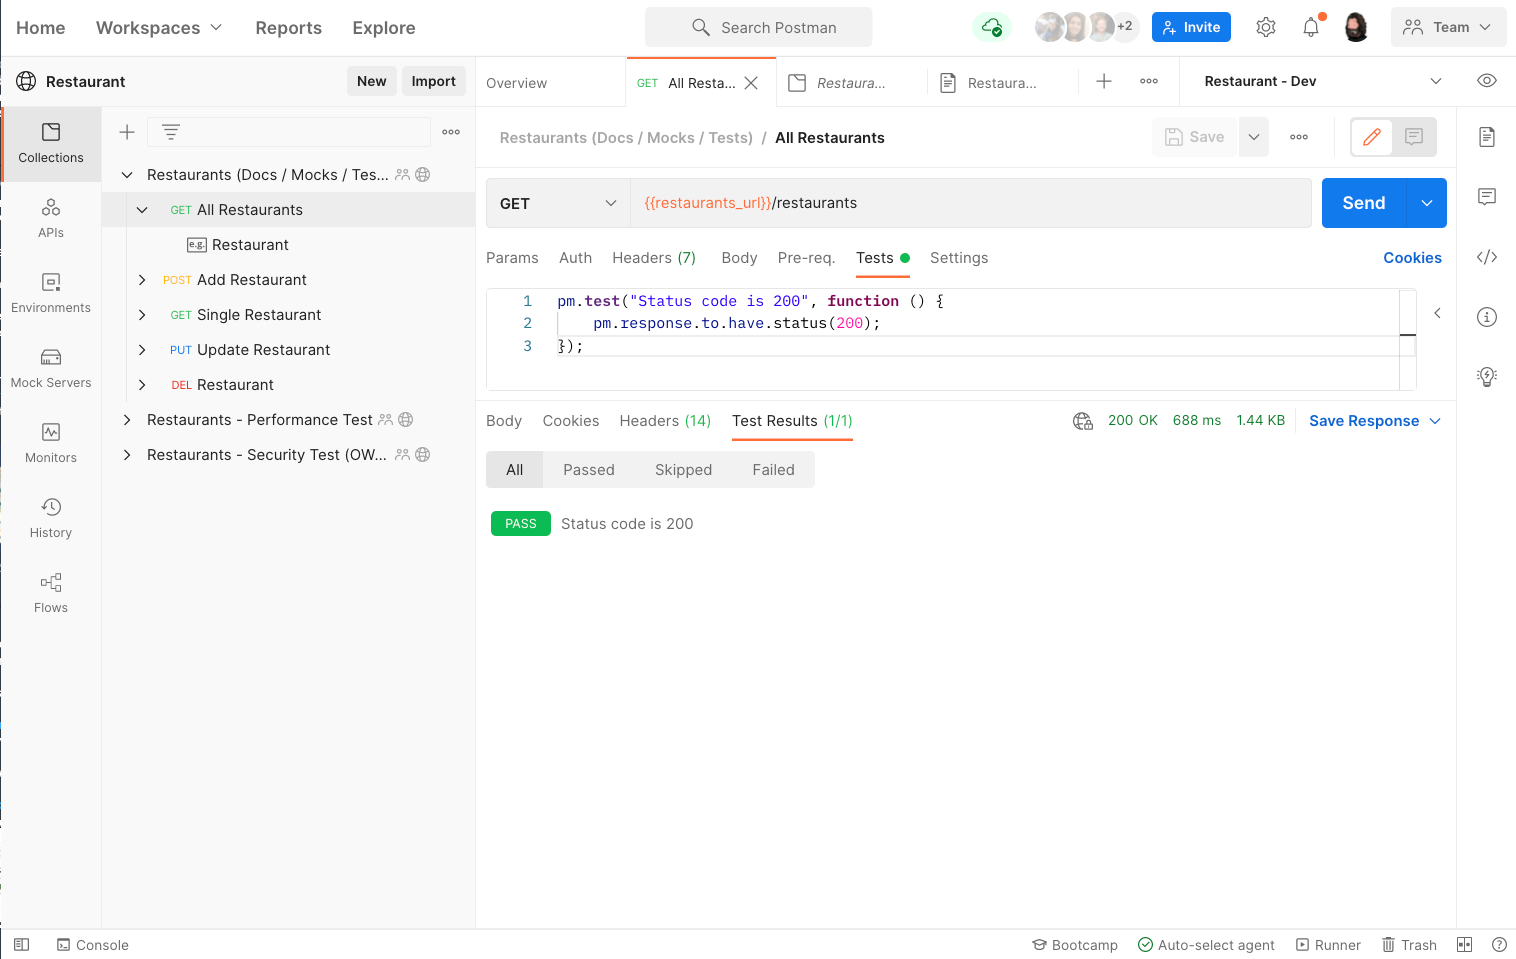 Home Workspaces Reports Explore Search Postman +2 Invite Team
Restaurant New Import
Overview GET All Resta... Restaura... Restaura... Restaurant - Dev
Collections
APIs
Environments
Mock Servers
Monitors
History
Flows
Restaurants (Docs / Mocks / Tes...
GET All Restaurants
e.g. Restaurant
POST Add Restaurant
GET Single Restaurant
PUT Update Restaurant
DEL Restaurant
Restaurants - Performance Test
Restaurants - Security Test (OW...
Restaurants (Docs / Mocks / Tests) / All Restaurants Save
GET {{restaurants_url}}/restaurants Send
Params Auth Headers (7) Body Pre-req. Tests Settings Cookies
1 pm.test("Status code is 200", function () {
2 pm.response.to.have.status(200);
3 });
Body Cookies Headers (14) Test Results (1/1) 200 OK 688 ms 1.44 KB Save Response
All Passed Skipped Failed
PASS Status code is 200
Console Bootcamp Auto-select agent Runner Trash